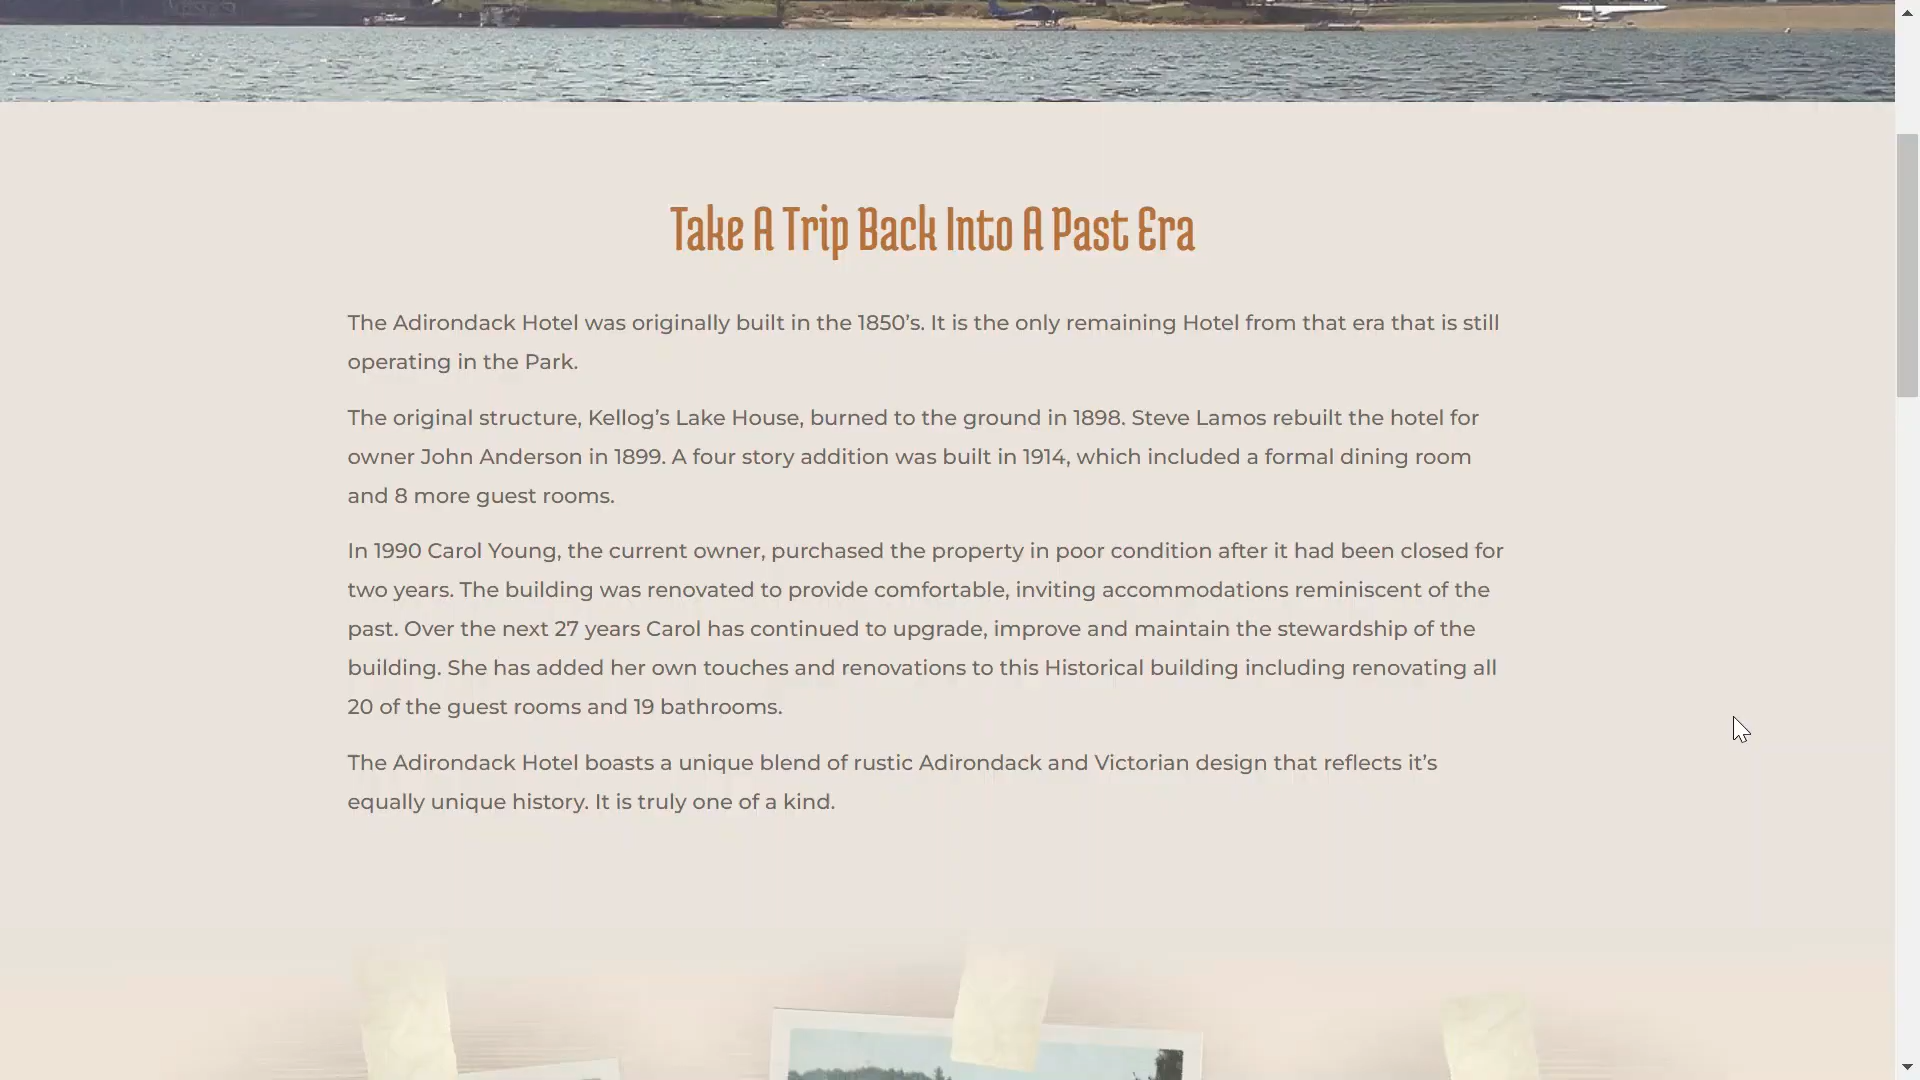 Take A Trip Back Into A Past Era
The Adirondack Hotel was originally built in the 1850’s. It is the only remaining Hotel from that era that is still
operating in the Park.
The original structure, Kellog’s Lake House, burned to the ground in 1898. Steve Lamos rebuilt the hotel for
owner John Anderson in 1899. A four story addition was built in 1914, which included a formal dining room
and 8 more guest rooms.
In 1990 Carol Young, the current owner, purchased the property in poor condition after it had been closed for
two years. The building was renovated to provide comfortable, inviting accommodations reminiscent of the
past. Over the next 27 years Carol has continued to upgrade, improve and maintain the stewardship of the
building. She has added her own touches and renovations to this Historical building including renovating all
20 of the guest rooms and 19 bathrooms.
The Adirondack Hotel boasts a unique blend of rustic Adirondack and Victorian design that reflects it’s
equally unique history. It is truly one of a kind.